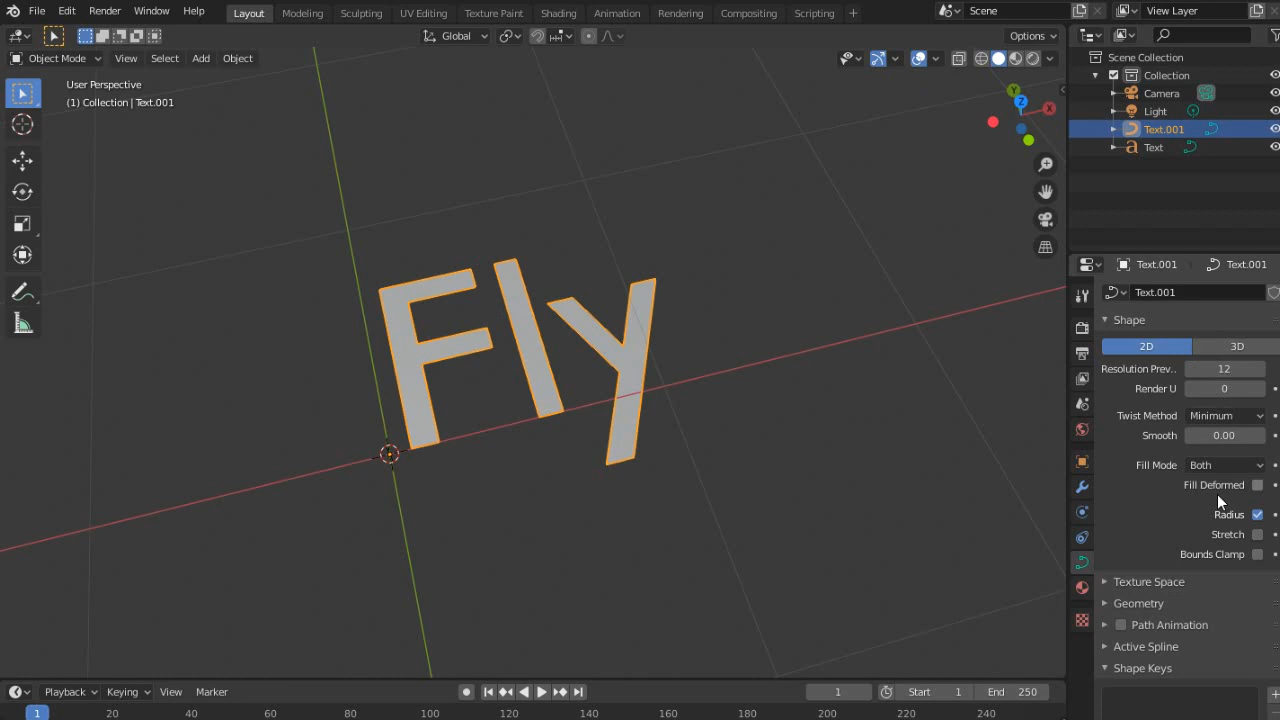 File Edit Render Window Help Layout Modeling Sculpting UV Editing Texture Paint Shading Animation Rendering Compositing Scripting + Scene View Layer
Global Options
Object Mode View Select Add Object
User Perspective
(1) Collection | Text.001
Y
Z
X
Fly
Scene Collection
Collection
Camera
Light
Text.001
Text
Text.001 Text.001
Text.001
Shape
2D 3D
Resolution Prev.. 12
Render U 0
Twist Method Minimum
Smooth 0.00
Fill Mode Both
Fill Deformed
Radius
Stretch
Bounds Clamp
Texture Space
Geometry
Path Animation
Active Spline
Shape Keys
Playback Keying View Marker 1 Start 1 End 250
1 20 40 60 80 100 120 140 160 180 200 220 240